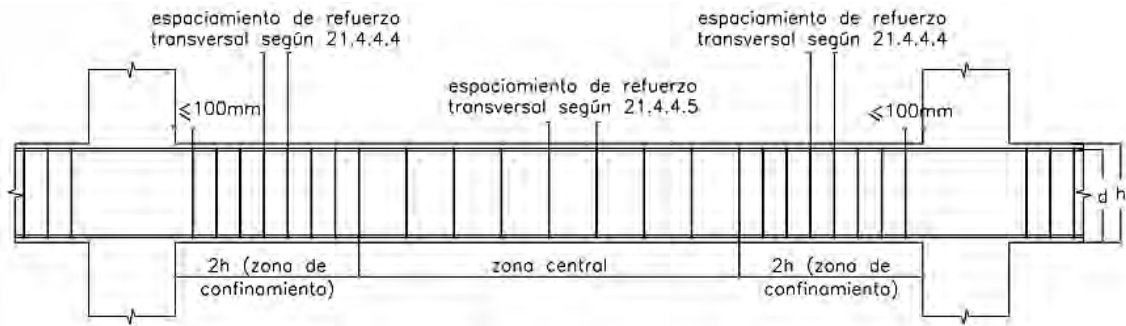 espaciamiento de refuerzo
transversal según 21.4.4.4
espaciamiento de refuerzo
transversal según 21.4.4.4
espaciamiento de refuerzo
transversal según 21.4.4.5
≤100mm
≤100mm
d
h
2h (zona de
confinamiento)
zona central
2h (zona de
confinamiento)